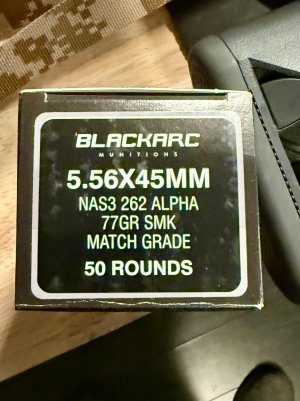 BLACKARC
MUNITIONS
5.56X45MM
NAS3 262 ALPHA
77GR SMK
MATCH GRADE
50 ROUNDS